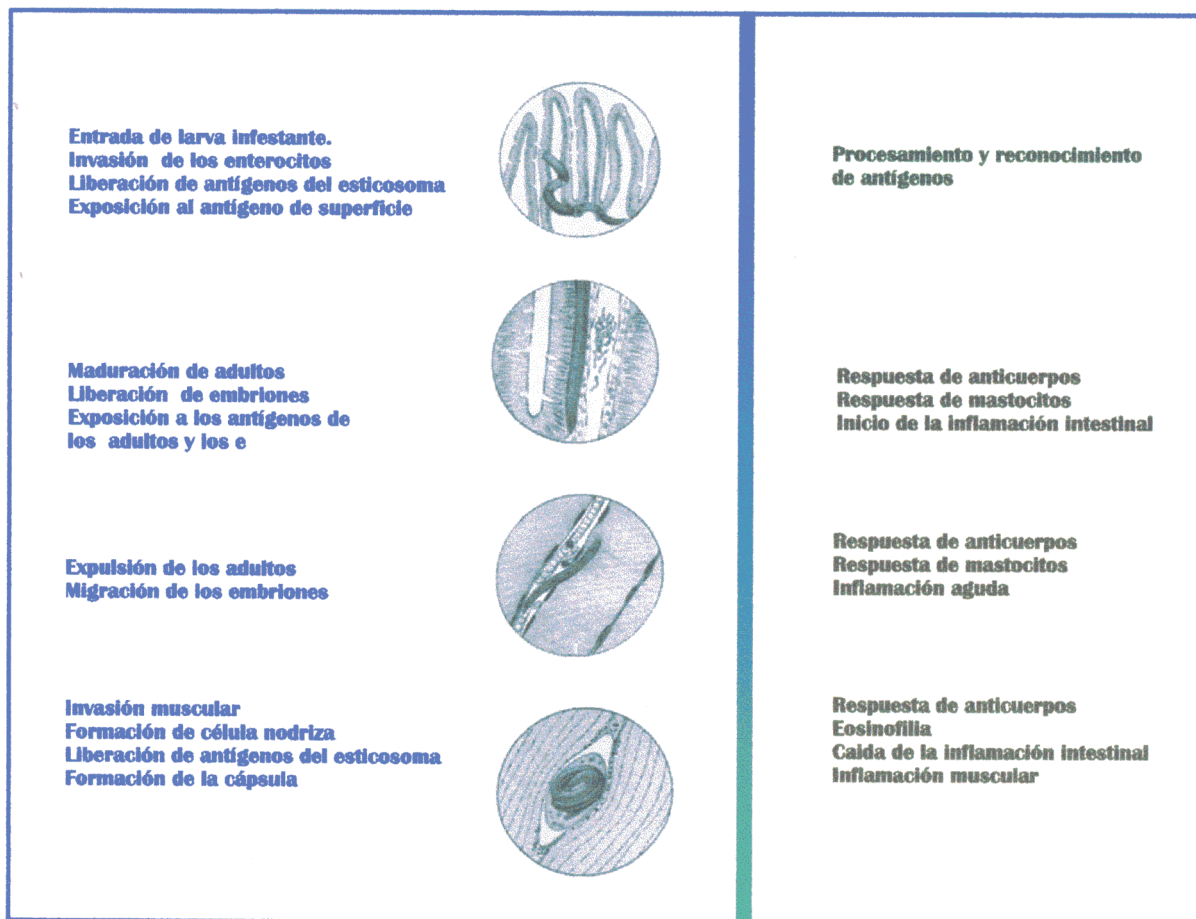 Entrada de larva infestante.
Invasión de los enterocitos
Liberación de antígenos del esticosoma
Exposición al antígeno de superficie
Procesamiento y reconocimiento
de antígenos
Maduración de adultos
Liberación de embriones
Exposición a los antígenos de
los adultos y los e
Respuesta de anticuerpos
Respuesta de mastocitos
Inicio de la inflamación intestinal
Expulsión de los adultos
Migración de los embriones
Respuesta de anticuerpos
Respuesta de mastocitos
Inflamación aguda
Invasión muscular
Formación de célula nodriza
Liberación de antígenos del esticosoma
Formación de la cápsula
Respuesta de anticuerpos
Eosinofilia
Caida de la inflamación intestinal
Inflamación muscular